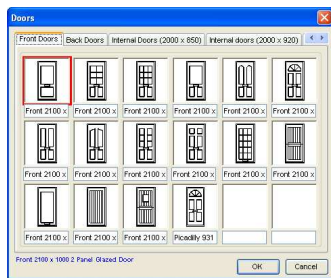 Doors
Front Doors Back Doors Internal Doors (2000 x 850) Internal doors (2000 x 920)
Front 2100 x Front 2100 x Front 2100 x Front 2100 x Front 2100 x Front 2100 x
Front 2100 x Front 2100 x Front 2100 x Front 2100 x Front 2100 x Front 2100 x
Front 2100 x Front 2100 x Front 2100 x Picadilly 931
Front 2100 x 1000 2 Panel Glazed Door
OK Cancel